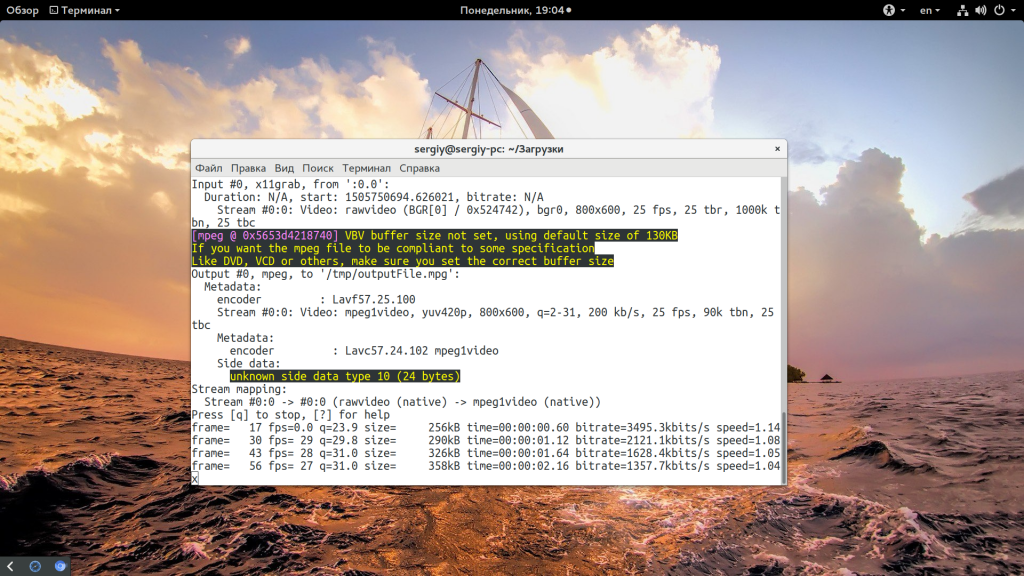 Обзор Терминал Понедельник, 19:04 en
sergiy@sergiy-pc: ~/Загрузки
Файл Правка Вид Поиск Терминал Справка
Input #0, x11grab, from ':0.0':
  Duration: N/A, start: 1505750694.626021, bitrate: N/A
    Stream #0:0: Video: rawvideo (BGR[0] / 0x524742), bgr0, 800x600, 25 fps, 25 tbr, 1000k t
bn, 25 tbc
[mpeg @ 0x5653d4218740] VBV buffer size not set, using default size of 130KB
If you want the mpeg file to be compliant to some specification
Like DVD, VCD or others, make sure you set the correct buffer size
Output #0, mpeg, to '/tmp/outputFile.mpg':
  Metadata:
    encoder         : Lavf57.25.100
    Stream #0:0: Video: mpeg1video, yuv420p, 800x600, q=2-31, 200 kb/s, 25 fps, 90k tbn, 25
tbc
    Metadata:
      encoder         : Lavc57.24.102 mpeg1video
    Side data:
      unknown side data type 10 (24 bytes)
Stream mapping:
  Stream #0:0 -> #0:0 (rawvideo (native) -> mpeg1video (native))
Press [q] to stop, [?] for help
frame=   17 fps=0.0 q=23.9 size=     256kB time=00:00:00.60 bitrate=3495.3kbits/s speed=1.14
frame=   30 fps= 29 q=29.8 size=     290kB time=00:00:01.12 bitrate=2121.1kbits/s speed=1.08
frame=   43 fps= 28 q=31.0 size=     326kB time=00:00:01.64 bitrate=1628.4kbits/s speed=1.05
frame=   56 fps= 27 q=31.0 size=     358kB time=00:00:02.16 bitrate=1357.7kbits/s speed=1.04
x